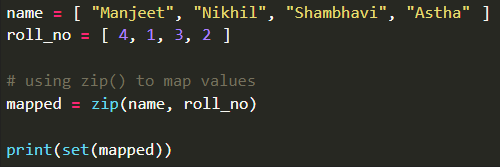 name = [ "Manjeet", "Nikhil", "Shambhavi", "Astha" ]
roll_no = [ 4, 1, 3, 2 ]
# using zip() to map values
mapped = zip(name, roll_no)
print(set(mapped))